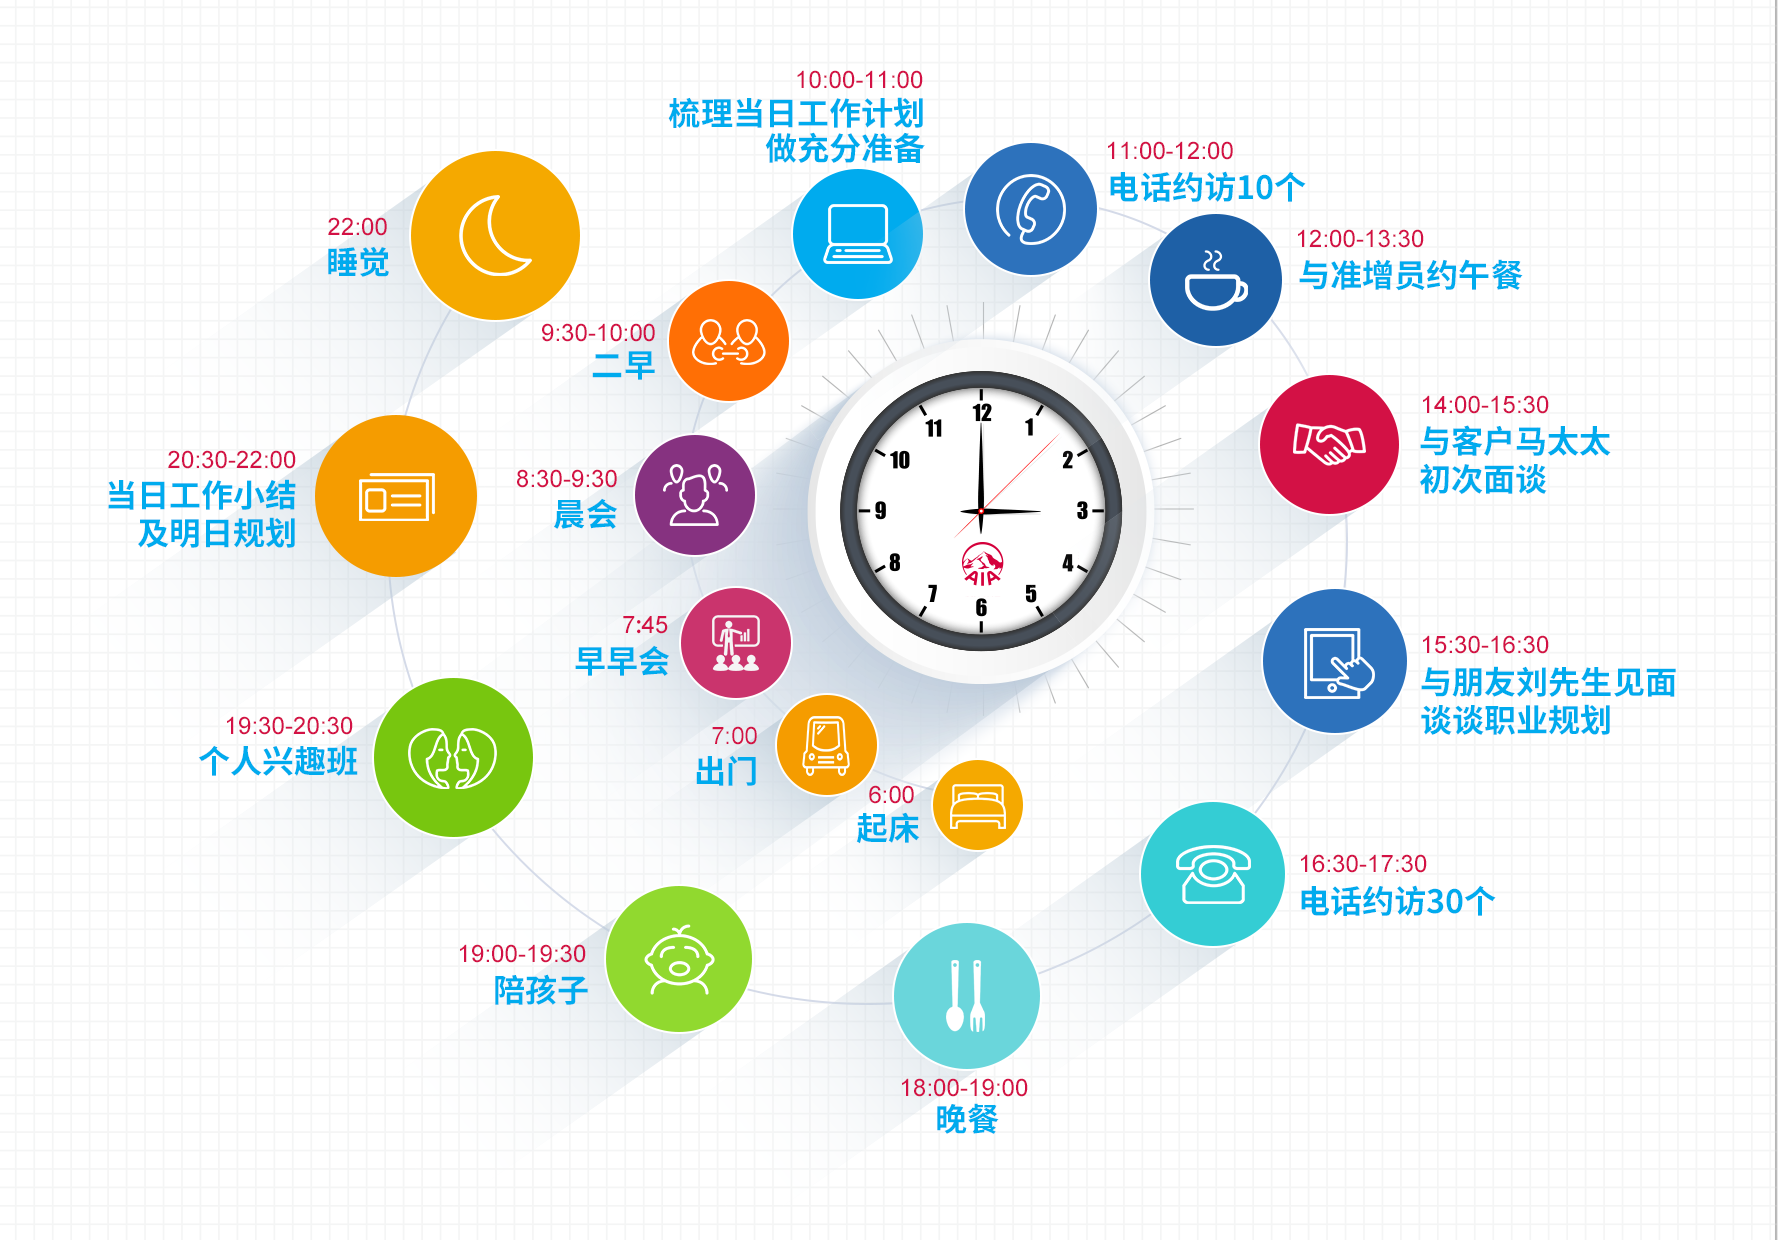 10:00-11:00
梳理当日工作计划
做充分准备
11:00-12:00
电话约访10个
12:00-13:30
与准增员约午餐
14:00-15:30
与客户马太太
初次面谈
15:30-16:30
与朋友刘先生见面
谈谈职业规划
16:30-17:30
电话约访30个
18:00-19:00
晚餐
19:00-19:30
陪孩子
19:30-20:30
个人兴趣班
20:30-22:00
当日工作小结
及明日规划
22:00
睡觉
9:30-10:00
二早
8:30-9:30
晨会
7:45
早早会
7:00
出门
6:00
起床
12
1
2
3
4
5
6
7
8
9
10
11
AIA